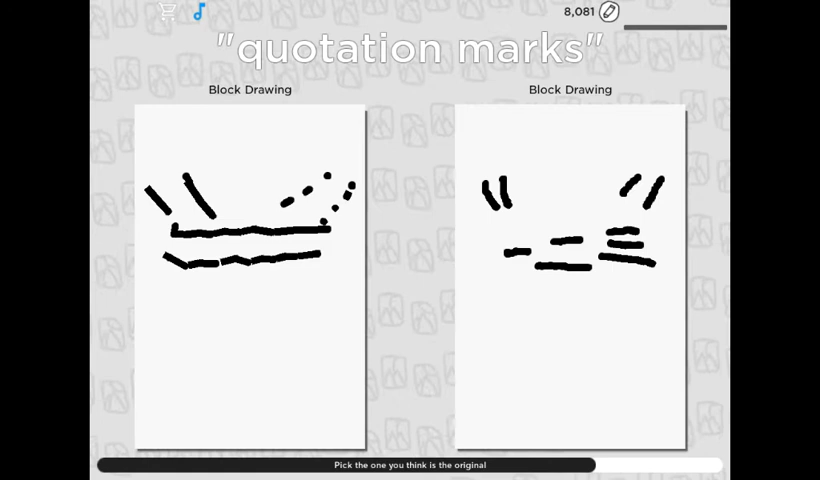 8,081
"quotation marks"
Block Drawing
Block Drawing
Pick the one you think is the original